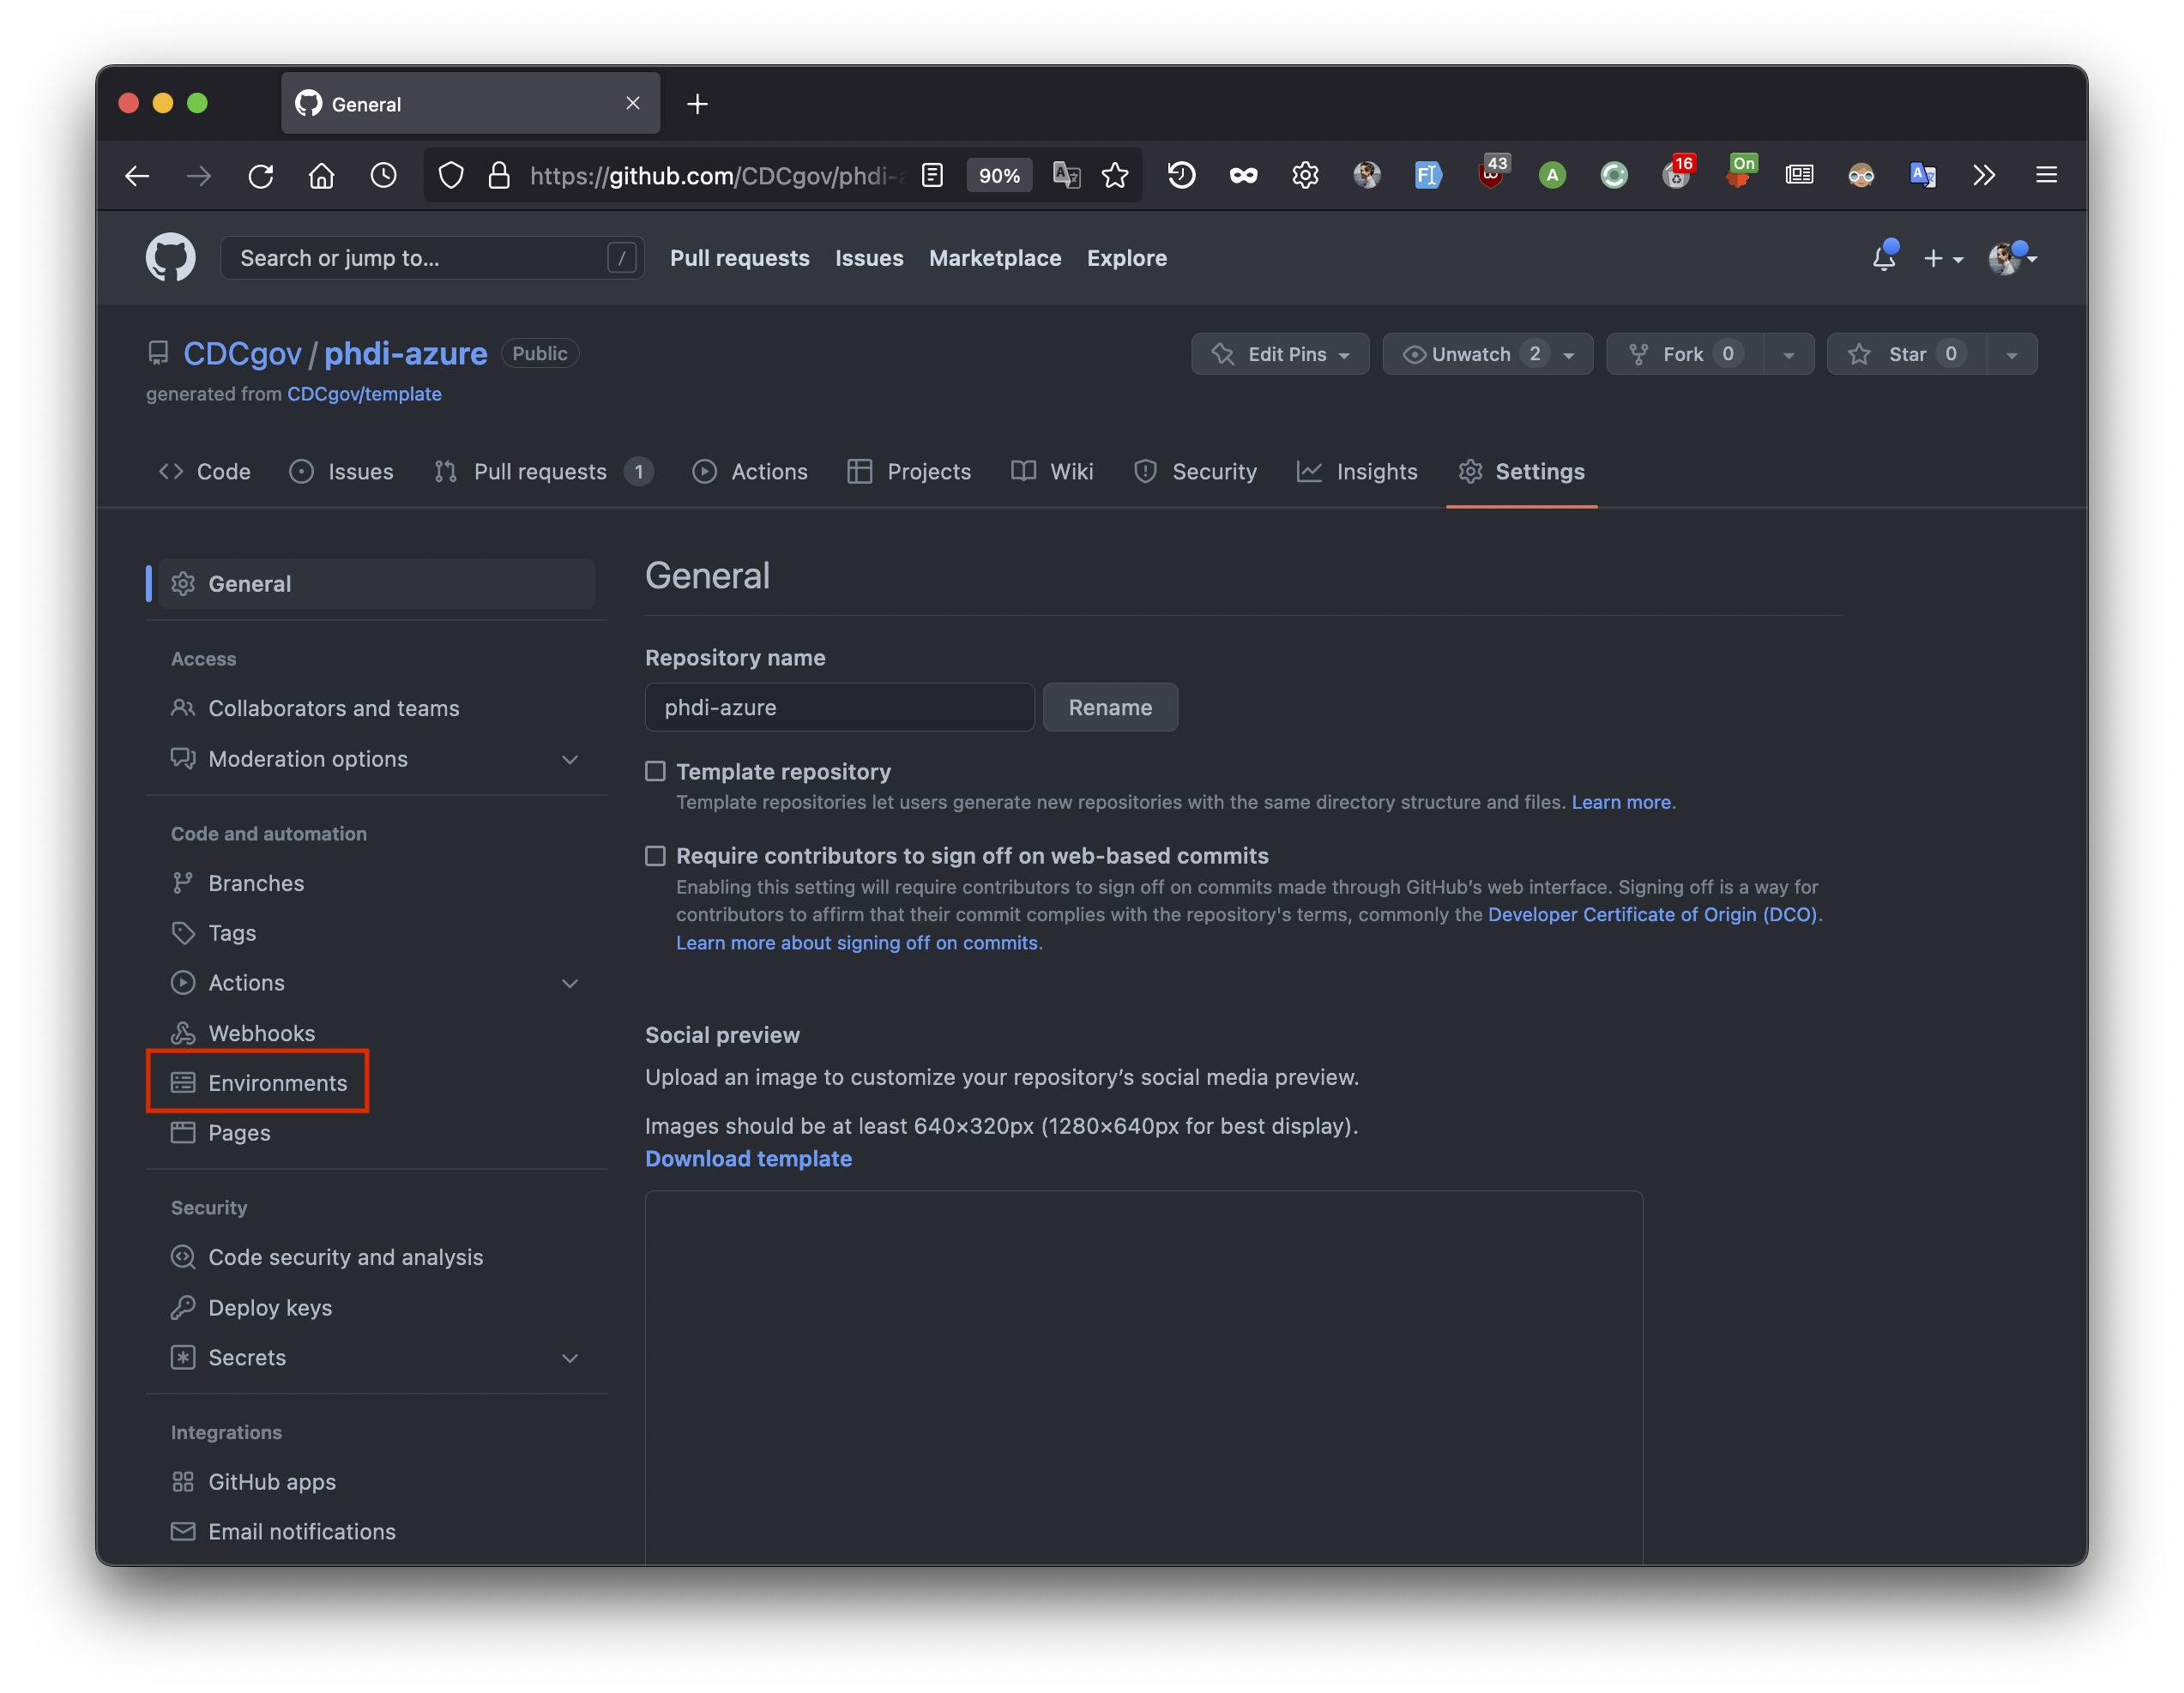 General
https://github.com/CDCgov/phdi-
90%
43
16
On
Search or jump to...
/
Pull requests
Issues
Marketplace
Explore
CDCgov / phdi-azure
Public
Edit Pins
Unwatch 2
Fork 0
Star 0
generated from CDCgov/template
Code
Issues
Pull requests 1
Actions
Projects
Wiki
Security
Insights
Settings
General
Access
Collaborators and teams
Moderation options
Code and automation
Branches
Tags
Actions
Webhooks
Environments
Pages
Security
Code security and analysis
Deploy keys
Secrets
Integrations
GitHub apps
Email notifications
General
Repository name
phdi-azure
Rename
Template repository
Template repositories let users generate new repositories with the same directory structure and files. Learn more.
Require contributors to sign off on web-based commits
Enabling this setting will require contributors to sign off on commits made through GitHub’s web interface. Signing off is a way for
contributors to affirm that their commit complies with the repository's terms, commonly the Developer Certificate of Origin (DCO).
Learn more about signing off on commits.
Social preview
Upload an image to customize your repository’s social media preview.
Images should be at least 640×320px (1280×640px for best display).
Download template